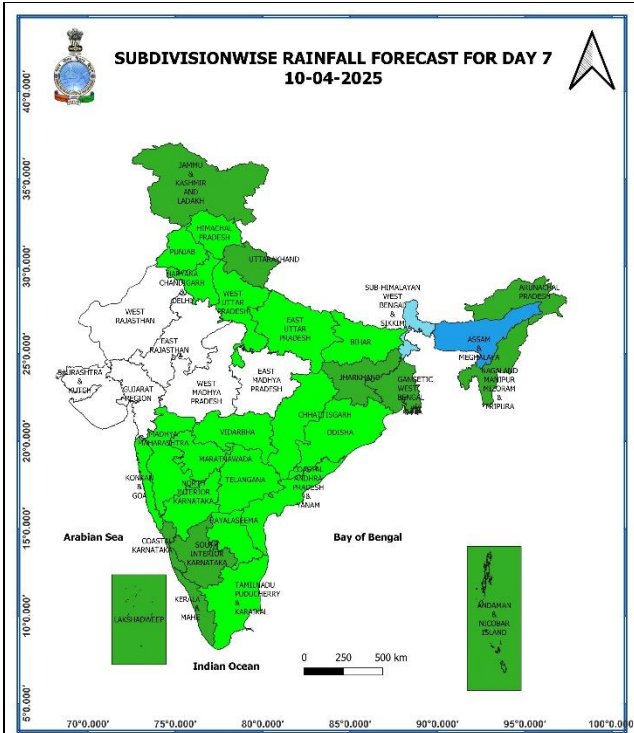 SUBDIVISIONWISE RAINFALL FORECAST FOR DAY 7
10-04-2025
40°0.000'
35°0.000'
30°0.000'
25°0.000'
20°0.000'
15°0.000'
10°0.000'
5°0.000'
JAMMU
&
KASHMIR
AND
LADAKH
HIMACHAL
PRADESH
PUNJAB
UTTARAKHAND
HARYANA
CHANDIGARH
&
DELHI
WEST
UTTAR
PRADESH
SUB-HIMALAYAN
WEST
BENGAL
&
SIKKIM
ARUNACHAL
PRADESH
WEST
RAJASTHAN
EAST
RAJASTHAN
EAST
UTTAR
PRADESH
BIHAR
ASSAM
&
MEGHALAYA
NAGALAND
MANIPUR
MIZORAM
&
TRIPURA
SAURASHTRA
&
KUTCH
GUJARAT
REGION
WEST
MADHYA
PRADESH
EAST
MADHYA
PRADESH
JHARKHAND
GANGETIC
WEST
BENGAL
CHHATTISGARH
ODISHA
MADHYA
MAHARASHTRA
VIDARBHA
MARATHWADA
KONKAN
&
GOA
NORTH
INTERIOR
KARNATAKA
TELANGANA
COASTAL
ANDHRA
PRADESH
&
YANAM
RAYALASEEMA
Arabian Sea
COASTAL
KARNATAKA
SOUTH
INTERIOR
KARNATAKA
Bay of Bengal
LAKSHADWEEP
KERALA
&
MAHE
TAMILNADU
PUDUCHERRY
&
KARAIKAL
ANDAMAN
&
NICOBAR
ISLAND
Indian Ocean
0 250 500 km
70°0.000' 75°0.000' 80°0.000' 85°0.000' 90°0.000' 95°0.000' 100°0.000'